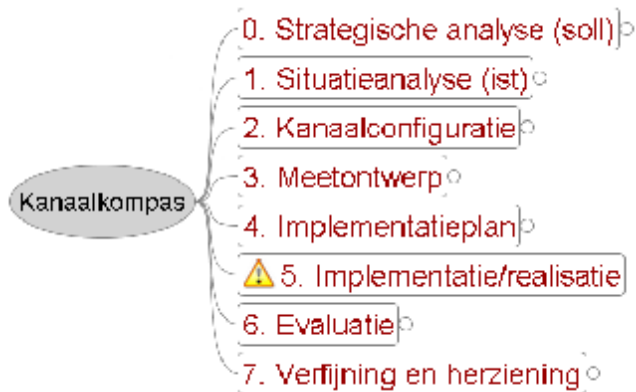 Kanaalkompas
0. Strategische analyse (soll)
1. Situatieanalyse (ist)
2. Kanaalconfiguratie
3. Meetontwerp
4. Implementatieplan
5. Implementatie/realisatie
6. Evaluatie
7. Verfijning en herziening